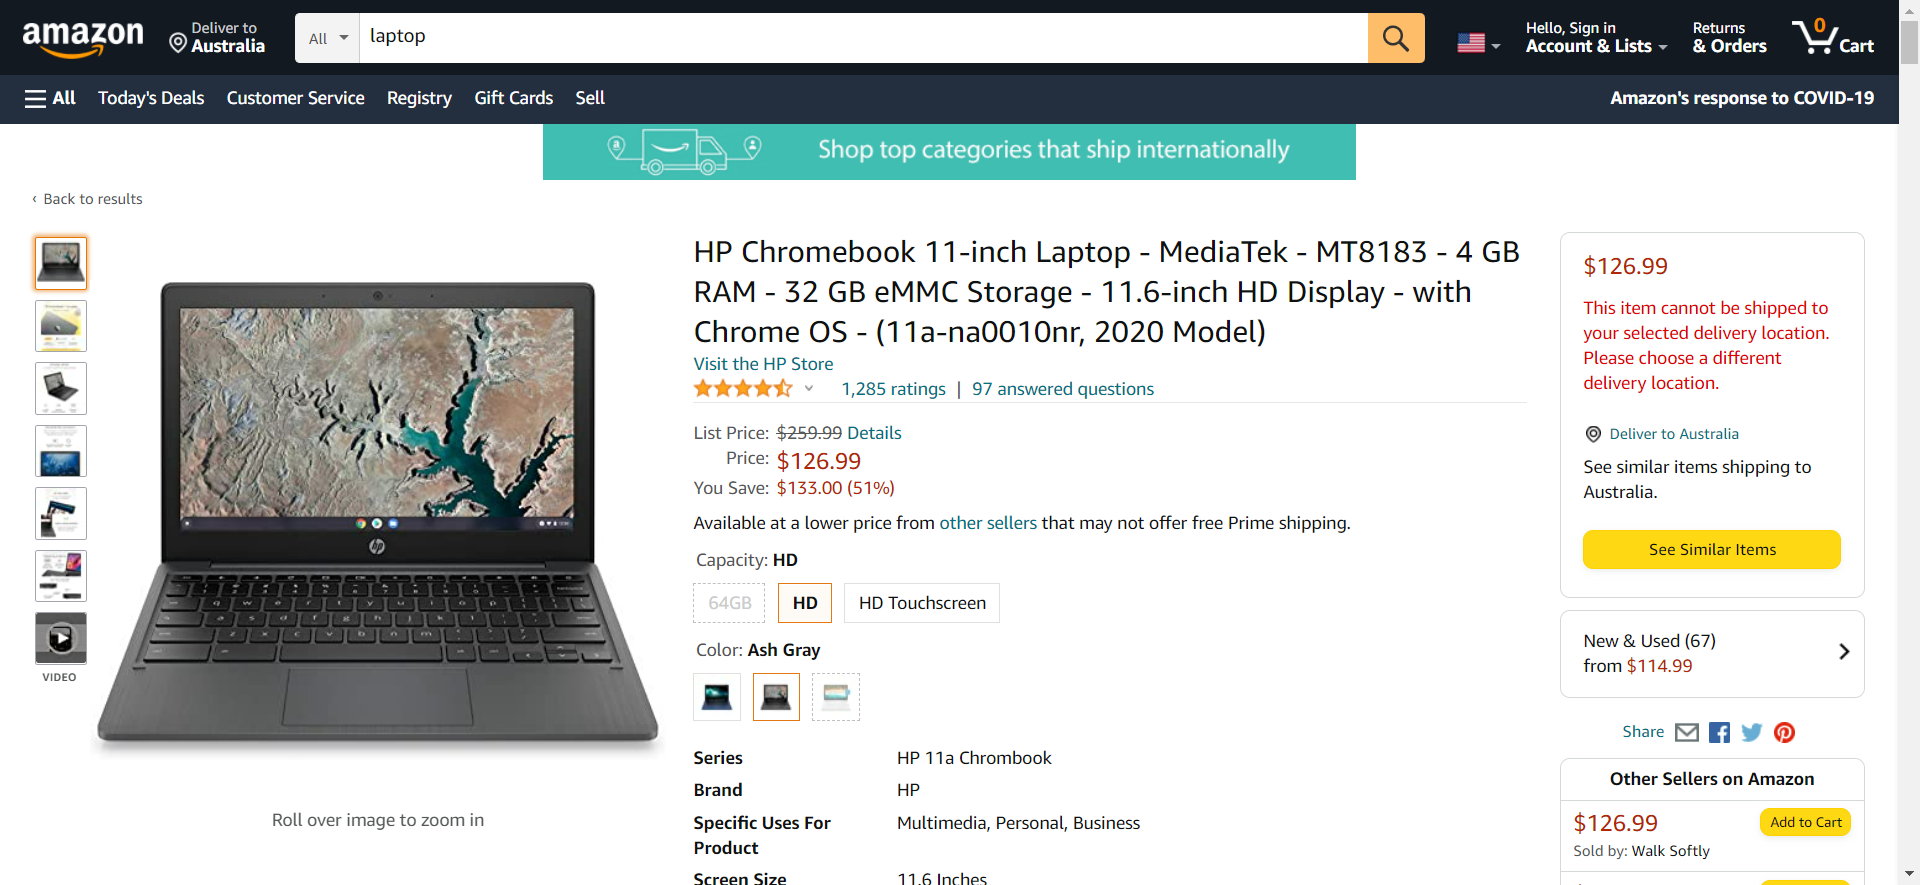 amazon
Deliver to
Australia
All
laptop
Hello, Sign in
Account & Lists
Returns
& Orders
0
Cart
All
Today's Deals
Customer Service
Registry
Gift Cards
Sell
Amazon's response to COVID-19
Shop top categories that ship internationally
‹ Back to results
VIDEO
Roll over image to zoom in
HP Chromebook 11-inch Laptop - MediaTek - MT8183 - 4 GB
RAM - 32 GB eMMC Storage - 11.6-inch HD Display - with
Chrome OS - (11a-na0010nr, 2020 Model)
Visit the HP Store
1,285 ratings | 97 answered questions
List Price: $259.99 Details
Price: $126.99
You Save: $133.00 (51%)
Available at a lower price from other sellers that may not offer free Prime shipping.
Capacity: HD
64GB
HD
HD Touchscreen
Color: Ash Gray
Series HP 11a Chrombook
Brand HP
Specific Uses For Multimedia, Personal, Business
Product
Screen Size 11.6 Inches
$126.99
This item cannot be shipped to
your selected delivery location.
Please choose a different
delivery location.
Deliver to Australia
See similar items shipping to
Australia.
See Similar Items
New & Used (67)
from $114.99
Share
Other Sellers on Amazon
$126.99
Add to Cart
Sold by: Walk Softly